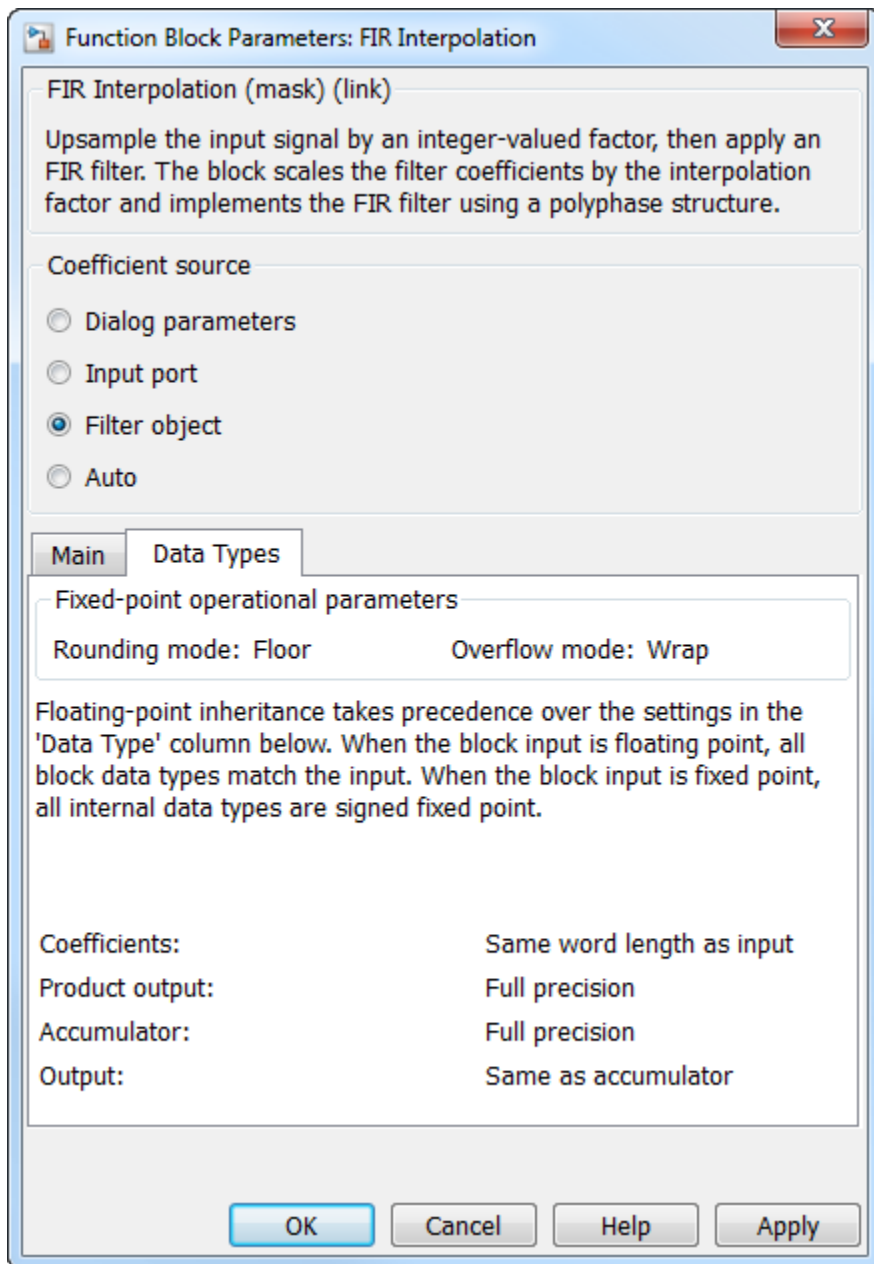 Function Block Parameters: FIR Interpolation
X
FIR Interpolation (mask) (link)
Upsample the input signal by an integer-valued factor, then apply an
FIR filter. The block scales the filter coefficients by the interpolation
factor and implements the FIR filter using a polyphase structure.
Coefficient source
Dialog parameters
Input port
Filter object
Auto
Main Data Types
Fixed-point operational parameters
Rounding mode: Floor Overflow mode: Wrap
Floating-point inheritance takes precedence over the settings in the
'Data Type' column below. When the block input is floating point, all
block data types match the input. When the block input is fixed point,
all internal data types are signed fixed point.
Coefficients: Same word length as input
Product output: Full precision
Accumulator: Full precision
Output: Same as accumulator
OK Cancel Help Apply